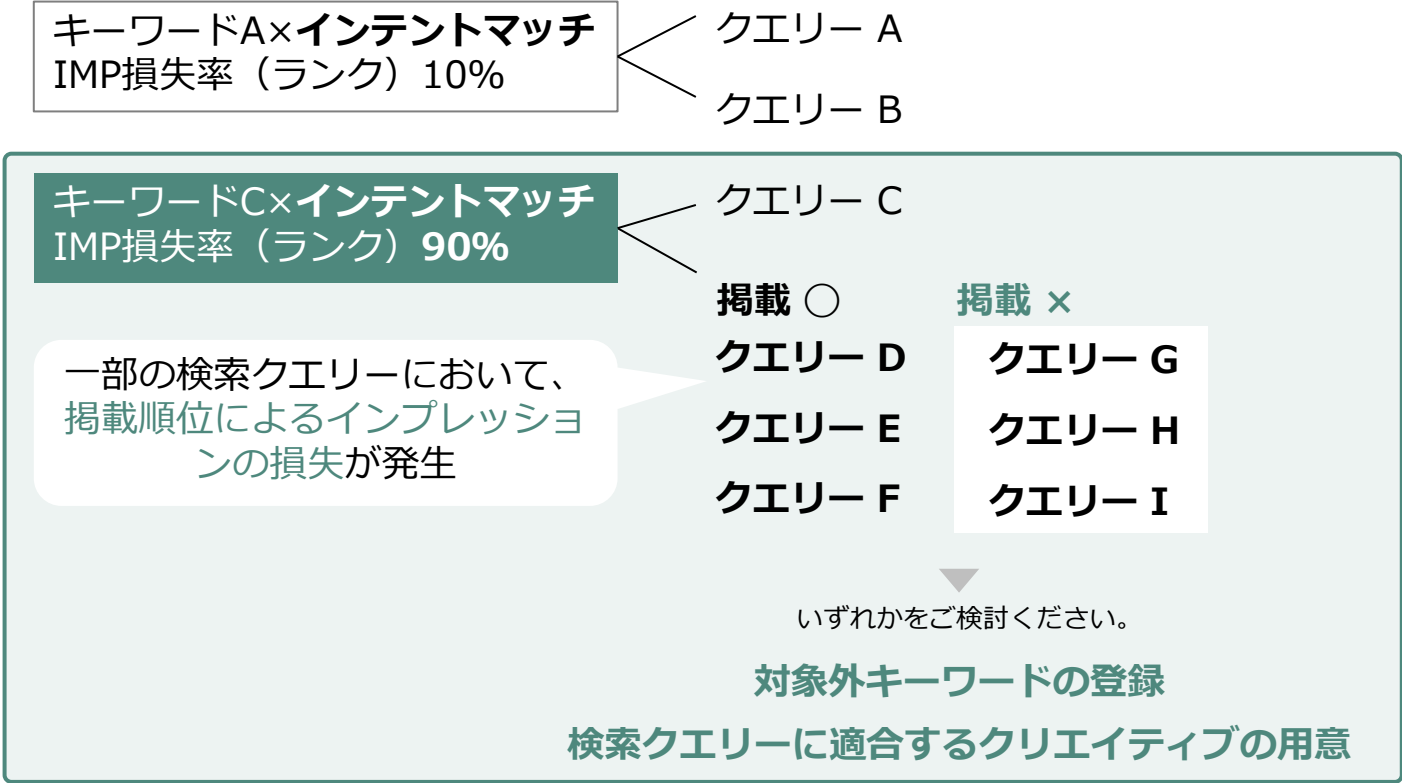 キーワードA×インテントマッチ
IMP損失率（ランク）10%
クエリー A
クエリー B
キーワードC×インテントマッチ
IMP損失率（ランク）90%
クエリー C
掲載 〇
掲載 ×
一部の検索クエリーにおいて、
掲載順位によるインプレッショ
ンの損失が発生
クエリー D
クエリー G
クエリー E
クエリー H
クエリー F
クエリー I
いずれかをご検討ください。
対象外キーワードの登録
検索クエリーに適合するクリエイティブの用意